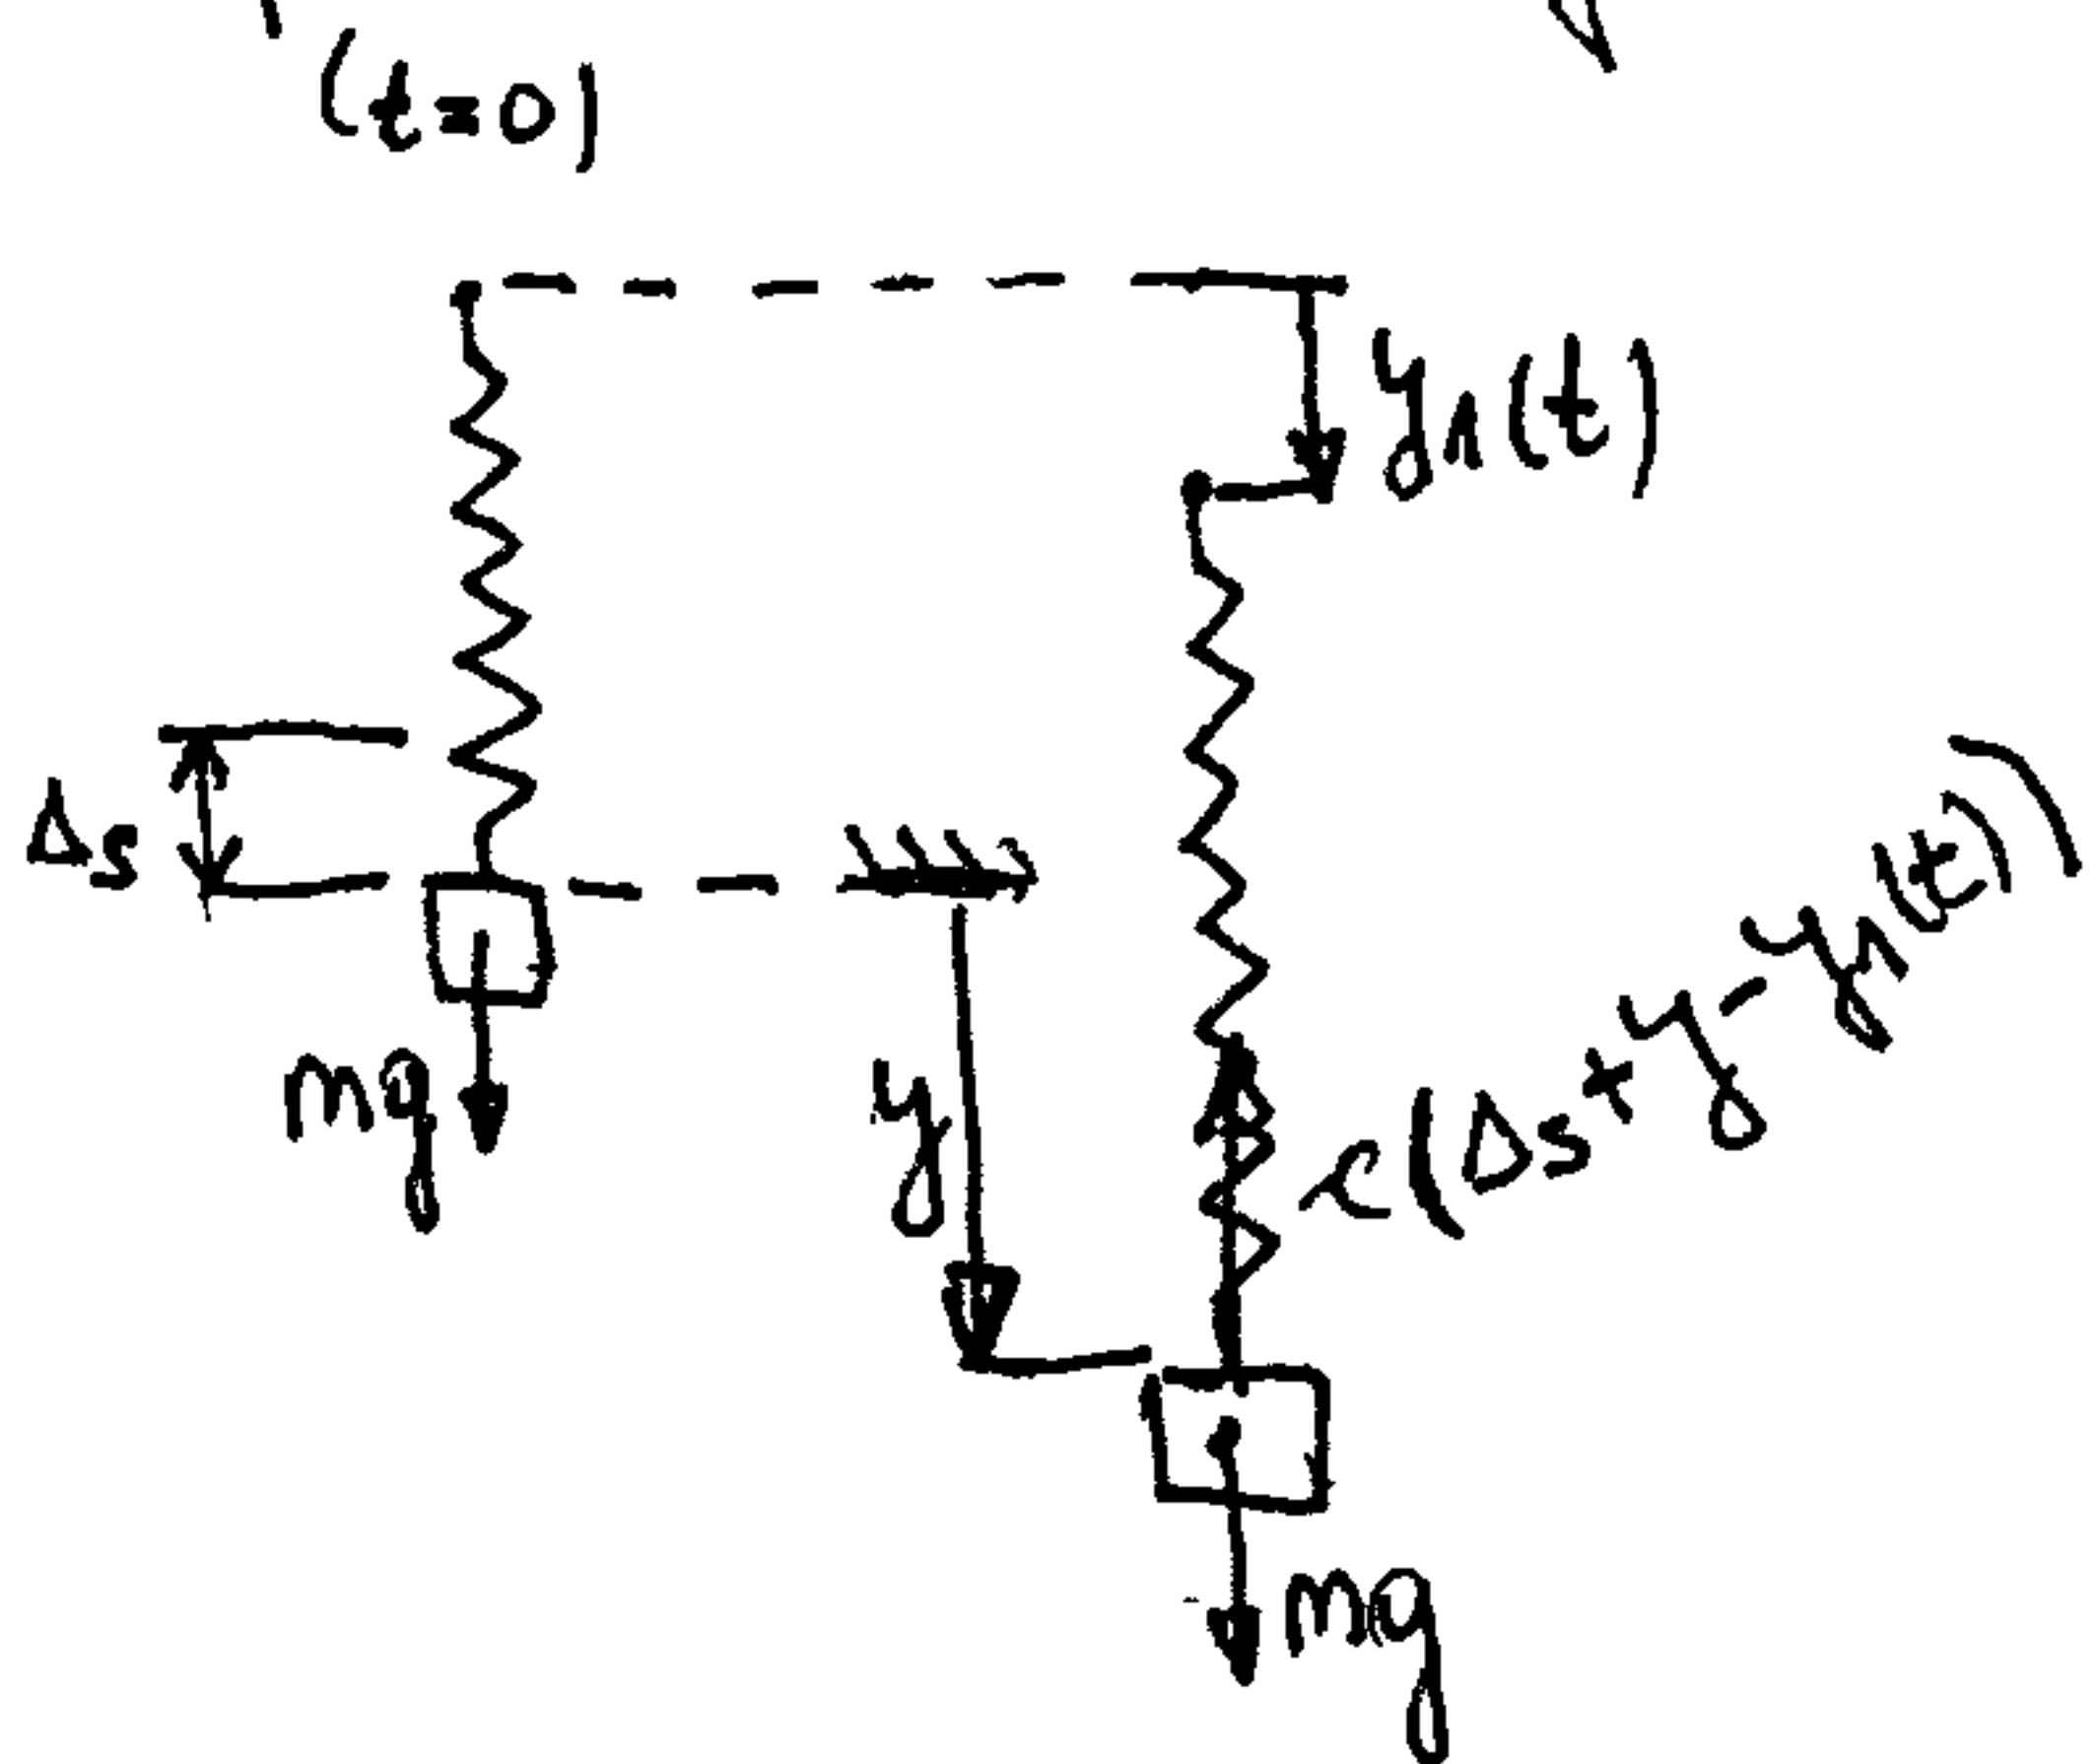 (t=0)
y₁(t)
Δs
mg
y
c(Δs+y-y₁(t))
mg